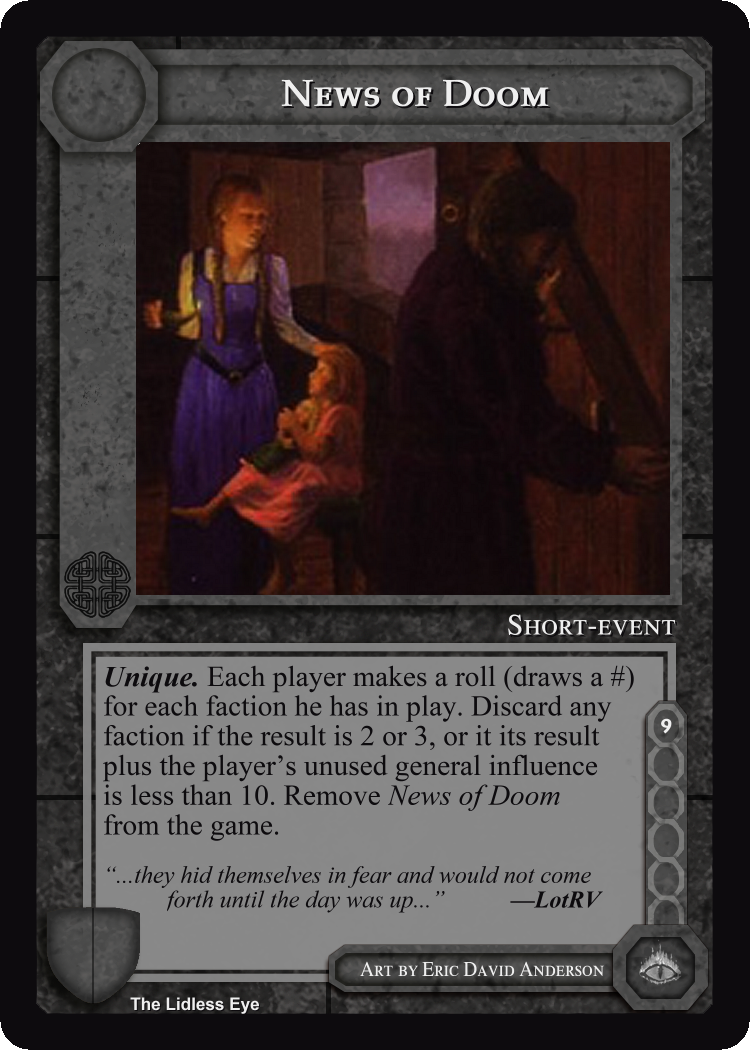 News of Doom
Short-event
Unique. Each player makes a roll (draws a #)
for each faction he has in play. Discard any
faction if the result is 2 or 3, or it its result
plus the player's unused general influence
is less than 10. Remove News of Doom
from the game.
9
"...they hid themselves in fear and would not come
forth until the day was up..." —LotRV
Art by Eric David Anderson
The Lidless Eye